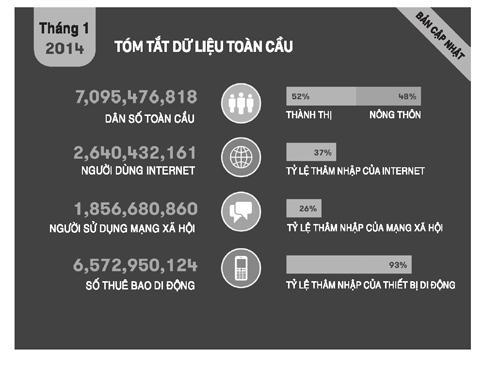 Tháng 1
2014
TÓM TẮT DỮ LIỆU TOÀN CẦU
BẢN CẬP NHẬT
7,095,476,818
DÂN SỐ TOÀN CẦU
52%
48%
THÀNH THỊ
NÔNG THÔN
2,640,432,161
NGƯỜI DÙNG INTERNET
37%
TỶ LỆ THÂM NHẬP CỦA INTERNET
1,856,680,860
NGƯỜI SỬ DỤNG MẠNG XÃ HỘI
26%
TỶ LỆ THÂM NHẬP CỦA MẠNG XÃ HỘI
6,572,950,124
SỐ THUÊ BAO DI ĐỘNG
93%
TỶ LỆ THÂM NHẬP CỦA THIẾT BỊ DI ĐỘNG